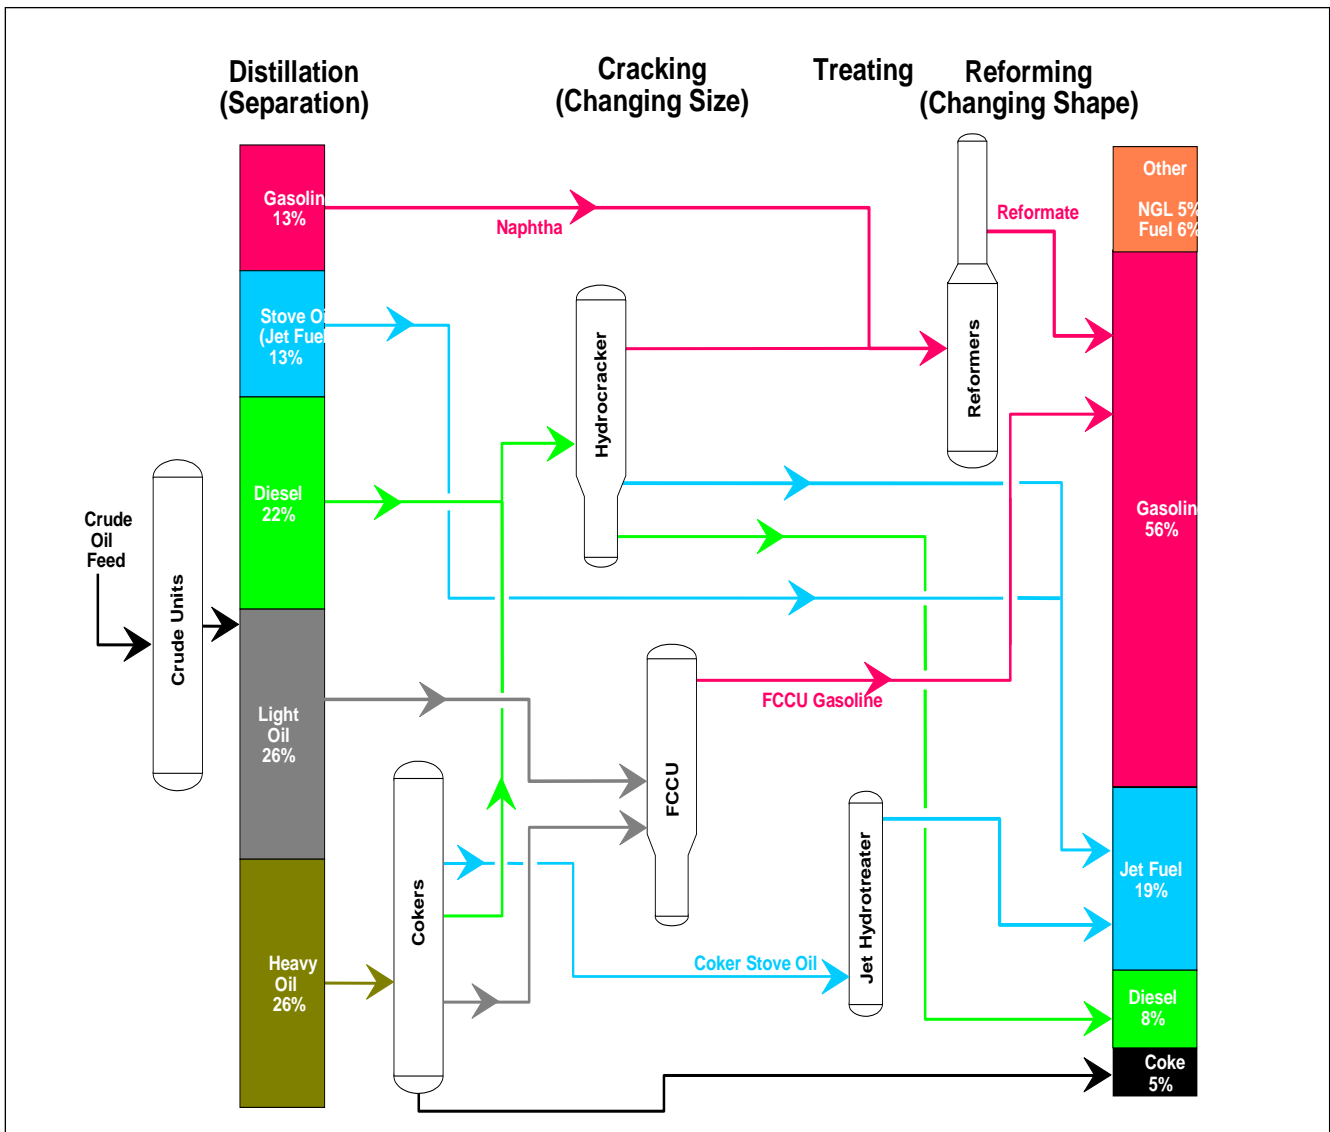 Distillation
(Separation)
Cracking
(Changing Size)
Treating
Reforming
(Changing Shape)
Gasolin
13%
Naphtha
Stove O
(Jet Fue
13%
Diesel
22%
Light
Oil
26%
Heavy
Oil
26%
Crude
Oil
Feed
Crude Units
Cokers
Hydrocracker
FCCU
FCCU Gasoline
Coker Stove Oil
Jet Hydrotreater
Reformers
Reformate
Other
NGL 5%
Fuel 6%
Gasolin
56%
Jet Fuel
19%
Diesel
8%
Coke
5%